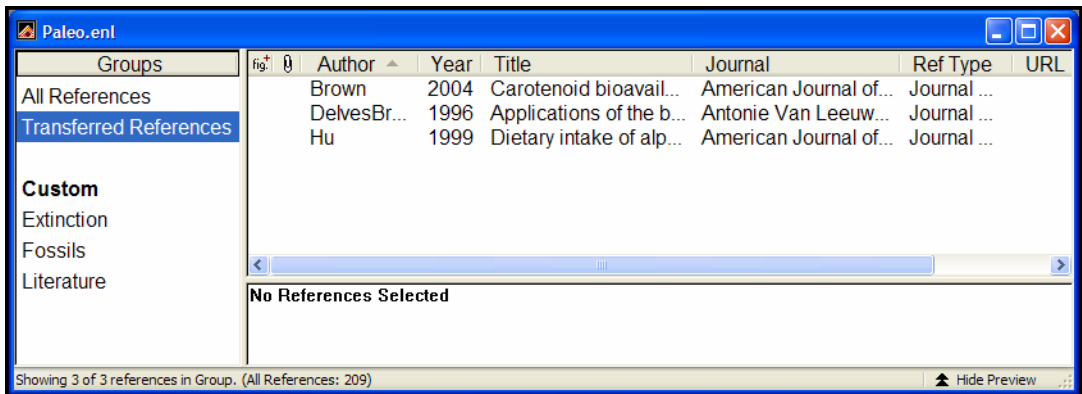 Paleo.enl
Groups
All References
Transferred References
Custom
Extinction
Fossils
Literature
fig. Author Year Title Journal Ref Type URL
Brown 2004 Carotenoid bioavail... American Journal of... Journal ...
DelvesBr... 1996 Applications of the b... Antonie Van Leeuw... Journal ...
Hu 1999 Dietary intake of alp... American Journal of... Journal ...
No References Selected
Showing 3 of 3 references in Group. (All References: 209)
Hide Preview